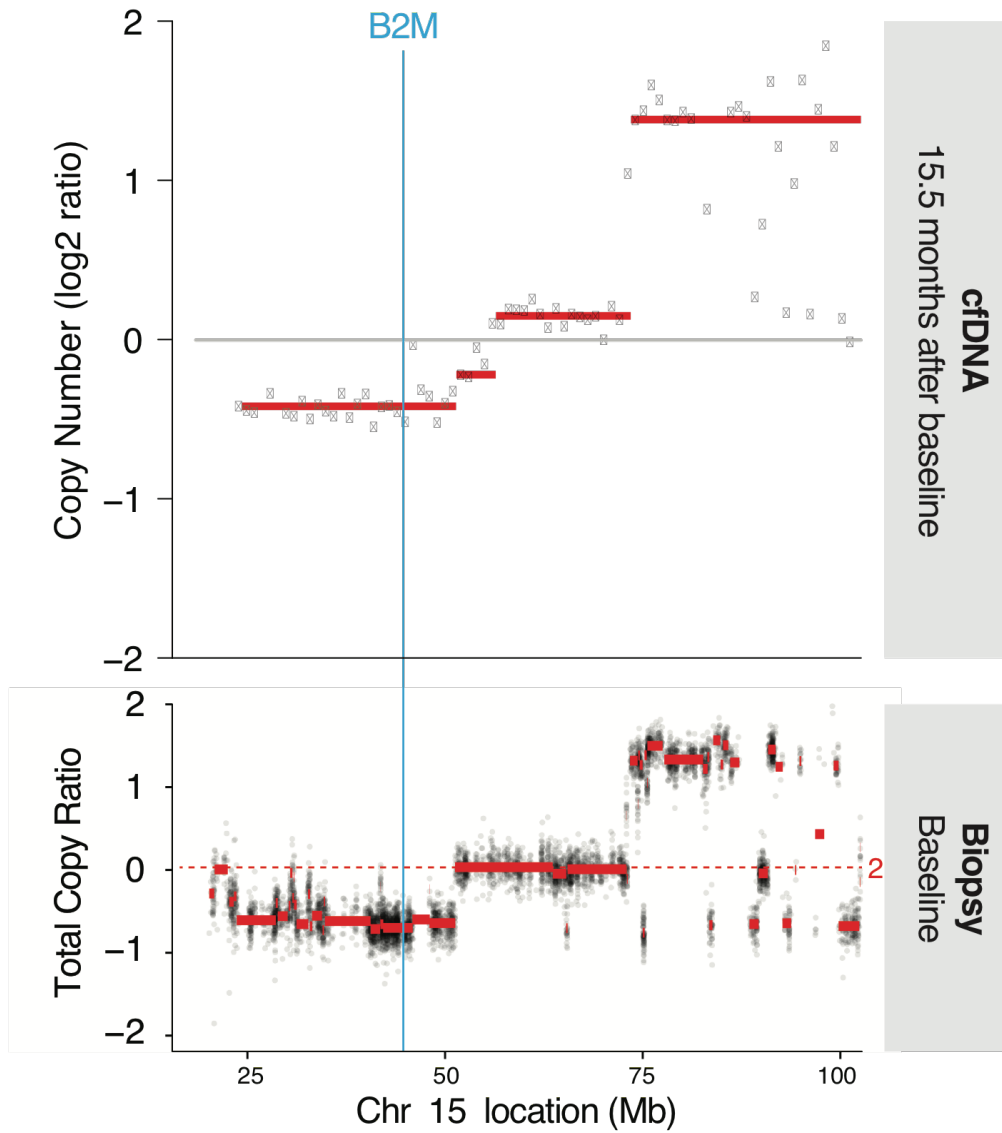 B2M
2
1
0
−1
−2
Copy Number (log2 ratio)
cfDNA
15.5 months after baseline
2
1
0
−1
−2
Total Copy Ratio
2
Biopsy
Baseline
25
50
75
100
Chr 15 location (Mb)